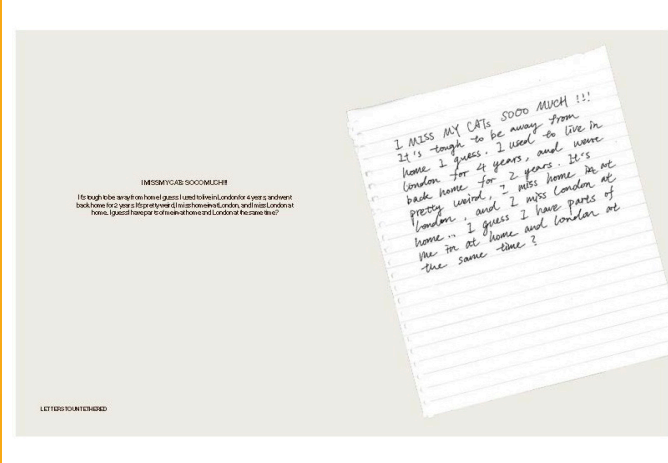 I MISS MY CATS SOOO MUCH !!!
It's tough to be away from home I guess. I used to live in London for 4 years, and went
back home for 2 years. It's pretty weird, I miss home in at London, and I miss London at
home.. I guess I have parts of me in at home and London at the same time?
LETTERS TO UNTETHERED
I MISS MY CATs SOOO MUCH !!!
It's tough to be away from
home I guess. I used to live in
London for 4 years, and went
back home for 2 years. It's
pretty weird, I miss home in at
London, and I miss London at
home.. I guess I have parts of
me in at home and London at
the same time ?